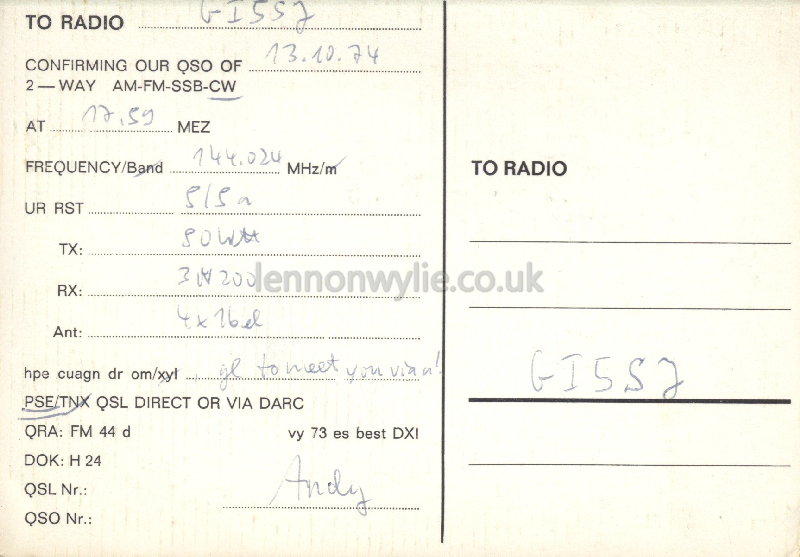 TO RADIO GI5SJ
CONFIRMING OUR QSO OF 13.10.74
2 — WAY AM-FM-SSB-CW
AT 17.59 MEZ
FREQUENCY/Band 144.024 MHz/m
UR RST 5/5a
TX: 90 Watt
RX: 3N200
Ant: 4x16el
hpe cuagn dr om/xyl , gl to meet you via a!
PSE/TNX QSL DIRECT OR VIA DARC
QRA: FM 44 d vy 73 es best DX!
DOK: H 24
QSL Nr.: Andy
QSO Nr.:
TO RADIO
GI5SJ
lennonwylie.co.uk